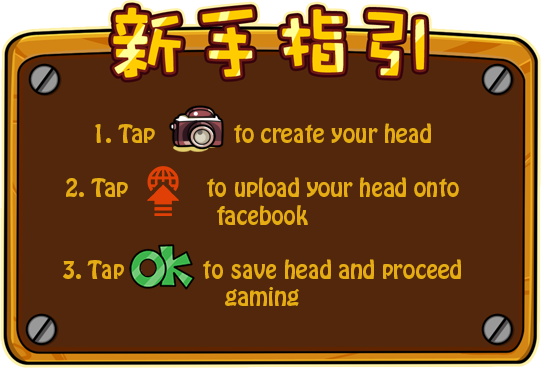 新手指引
1. Tap to create your head
2. Tap to upload your head onto
facebook
3. Tap OK to save head and proceed
gaming